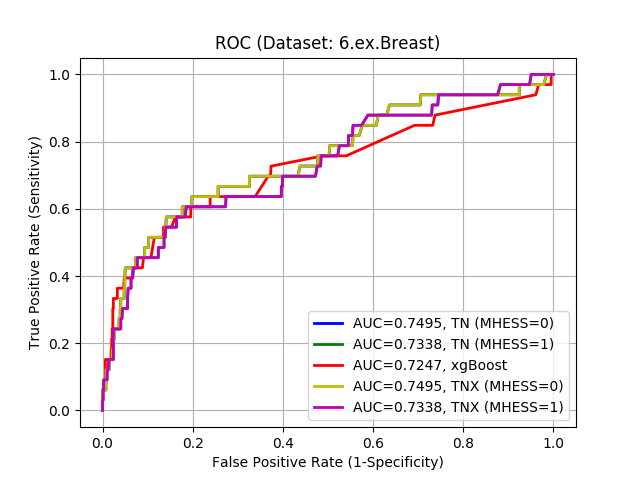 ROC (Dataset: 6.ex.Breast)
True Positive Rate (Sensitivity)
1.0
0.8
0.6
0.4
0.2
0.0
AUC=0.7495, TN (MHESS=0)
AUC=0.7338, TN (MHESS=1)
AUC=0.7247, xgBoost
AUC=0.7495, TNX (MHESS=0)
AUC=0.7338, TNX (MHESS=1)
0.0 0.2 0.4 0.6 0.8 1.0
False Positive Rate (1-Specificity)